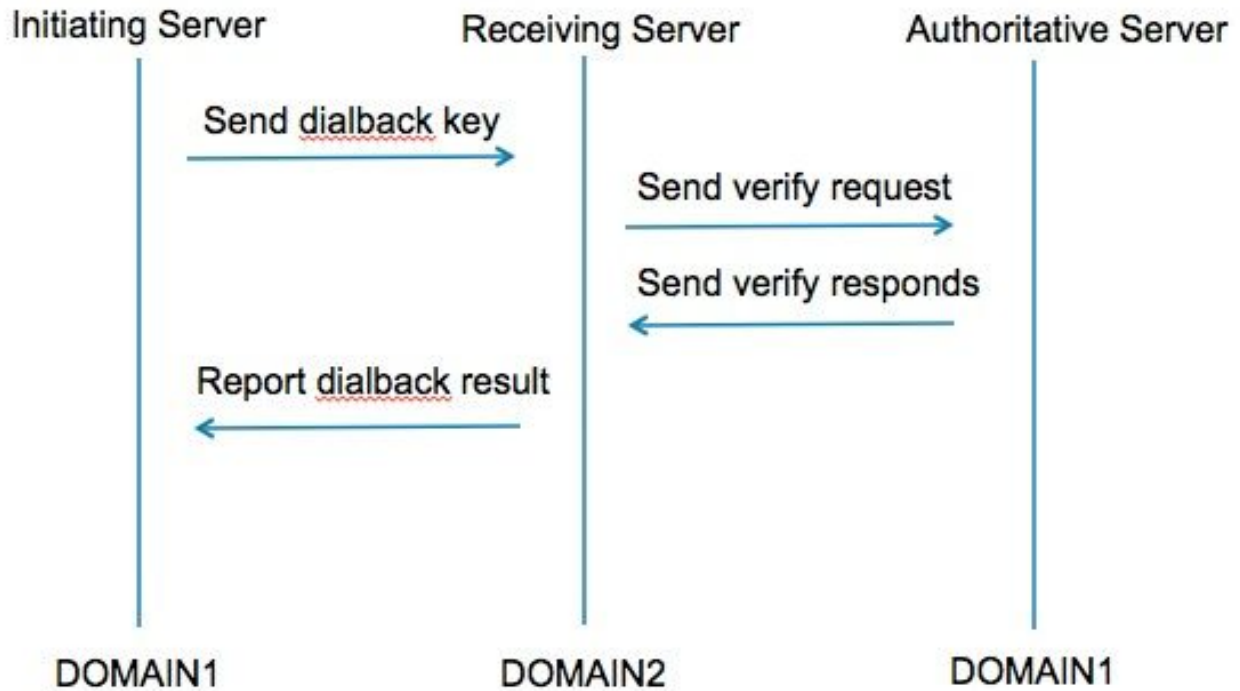 Initiating Server
Receiving Server
Authoritative Server
Send dialback key
Send verify request
Send verify responds
Report dialback result
DOMAIN1
DOMAIN2
DOMAIN1